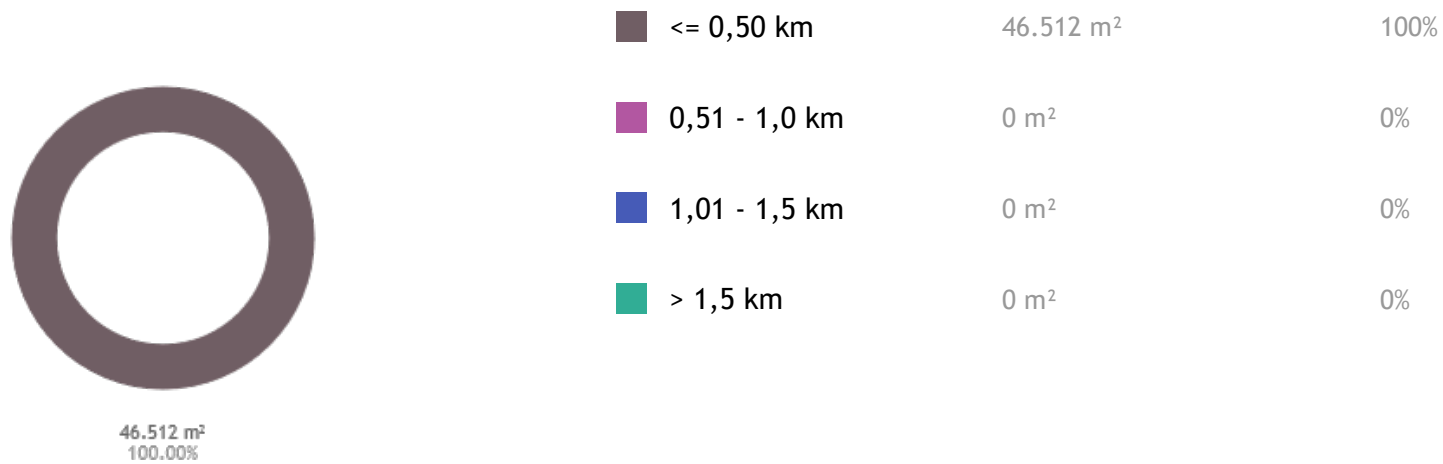 <= 0,50 km 46.512 m² 100%
0,51 - 1,0 km 0 m² 0%
1,01 - 1,5 km 0 m² 0%
> 1,5 km 0 m² 0%
46.512 m²
100.00%